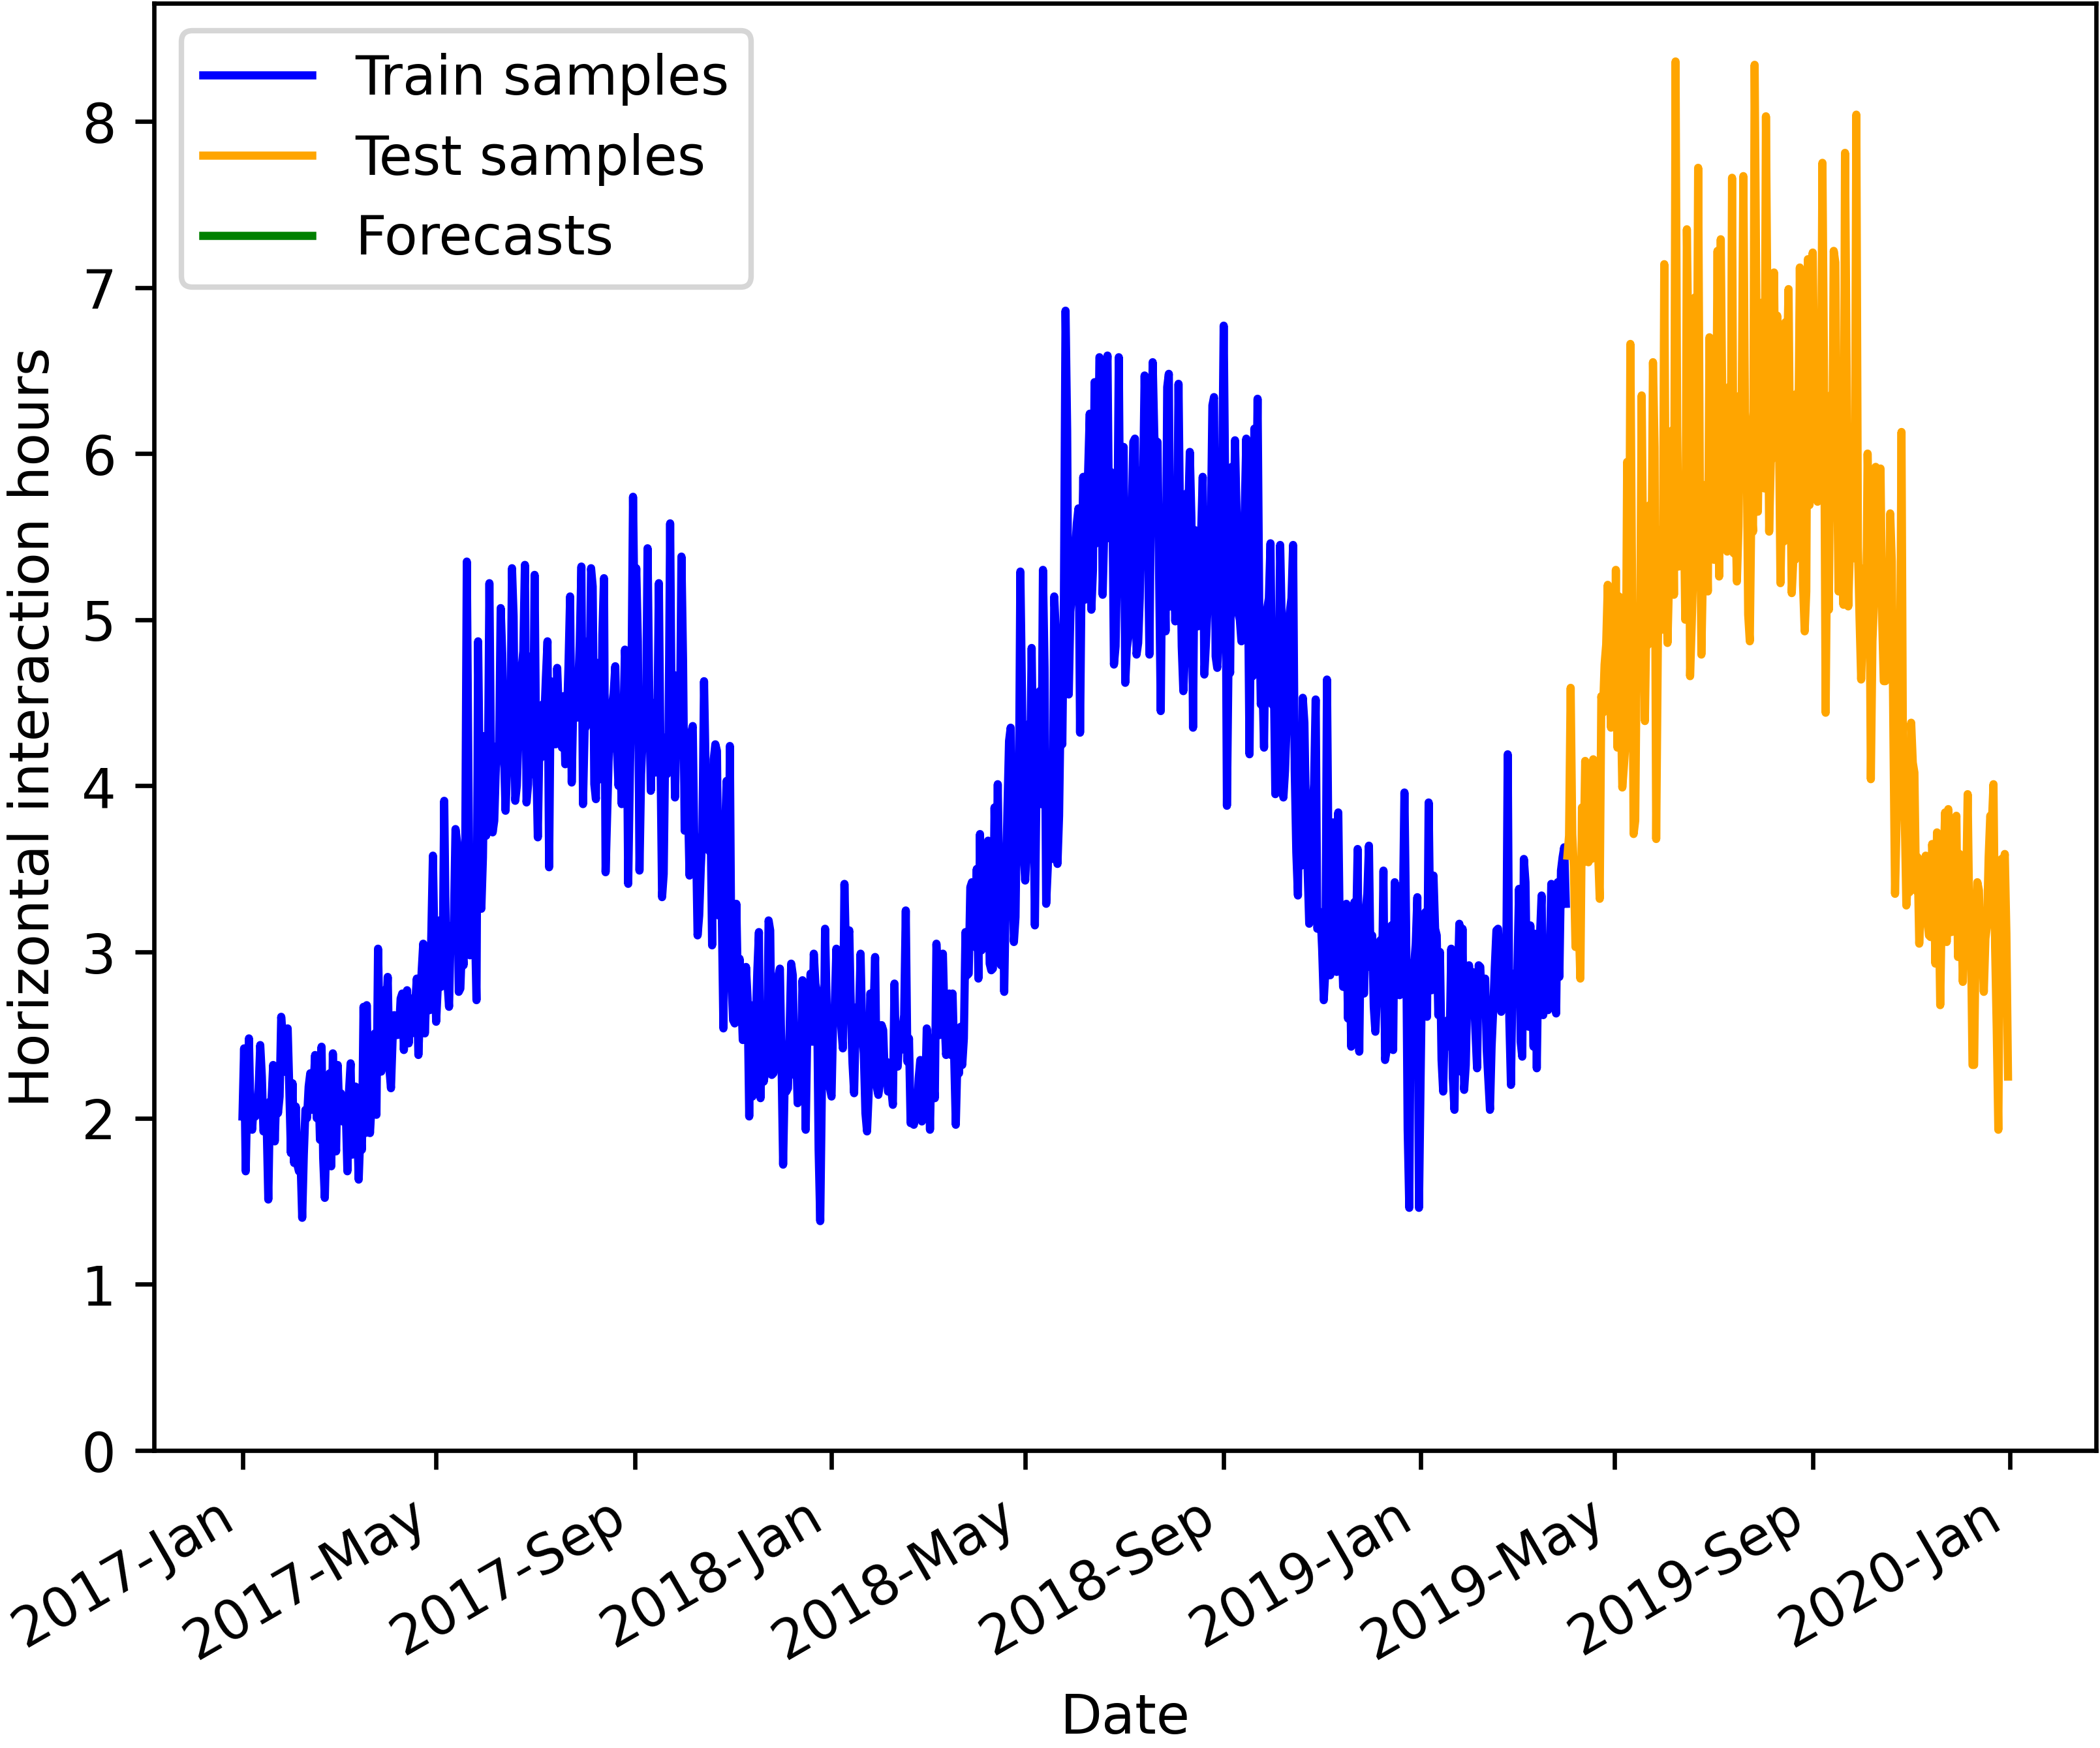 Train samples
Test samples
Forecasts
Horizontal interaction hours
8
7
6
5
4
3
2
1
0
2017-Jan
2017-May
2017-Sep
2018-Jan
2018-May
2018-Sep
2019-Jan
2019-May
2019-Sep
2020-Jan
Date